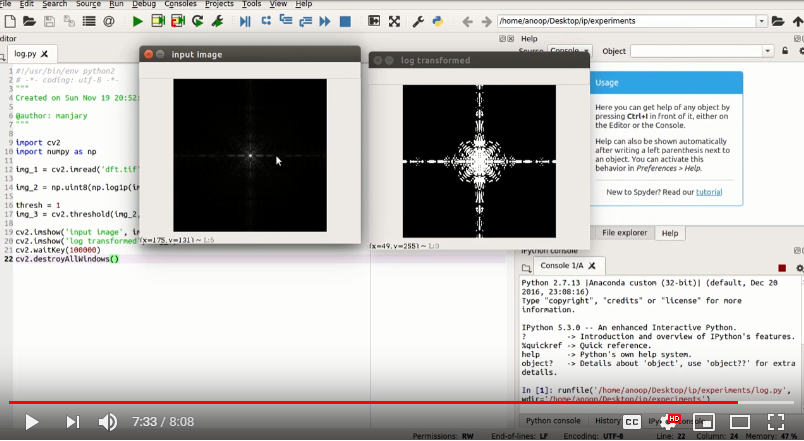 File Edit Search Source Run Debug Consoles Projects Tools View Help
/home/anoop/Desktop/ip/experiments
ditor
log.py
1 #!/usr/bin/env python2
2 # -*- coding: utf-8 -*-
3 """
4 Created on Sun Nov 19 20:52:
5
6 @author: manjary
7 """
8
9 import cv2
10 import numpy as np
11
12 img_1 = cv2.imread('dft.tif'
13
14 img_2 = np.uint8(np.log1p(im
15
16 thresh = 1
17 img_3 = cv2.threshold(img_2,
18
19 cv2.imshow('input image', im
20 cv2.imshow('log transformed'
21 cv2.waitKey(100000)
22 cv2.destroyAllWindows()
input image
(x=175,y=131) ~ L:5
log transformed
(x=49,y=255) ~ L:0
Help
Source Console Object
Usage
Here you can get help of any object by
pressing Ctrl+I in front of it, either on
the Editor or the Console.
Help can also be shown automatically
after writing a left parenthesis next to
an object. You can activate this
behavior in Preferences > Help.
New to Spyder? Read our tutorial
File explorer Help
IPython console
Console 1/A
Python 2.7.13 |Anaconda custom (32-bit)| (default, Dec 20
2016, 23:08:16)
Type "copyright", "credits" or "license" for more
information.
IPython 5.3.0 -- An enhanced Interactive Python.
? -> Introduction and overview of IPython's features.
%quickref -> Quick reference.
help -> Python's own help system.
object? -> Details about 'object', use 'object??' for extra
details.
In [1]: runfile('/home/anoop/Desktop/ip/experiments/log.py',
wdir='/home/anoop/Desktop/ip/experiments')
Python console History IPython console
7:33 / 8:08
CC HD
Permissions: RW End-of-lines: LF Encoding: UTF-8 Line: 22 Column: 24 Memory: 47 %